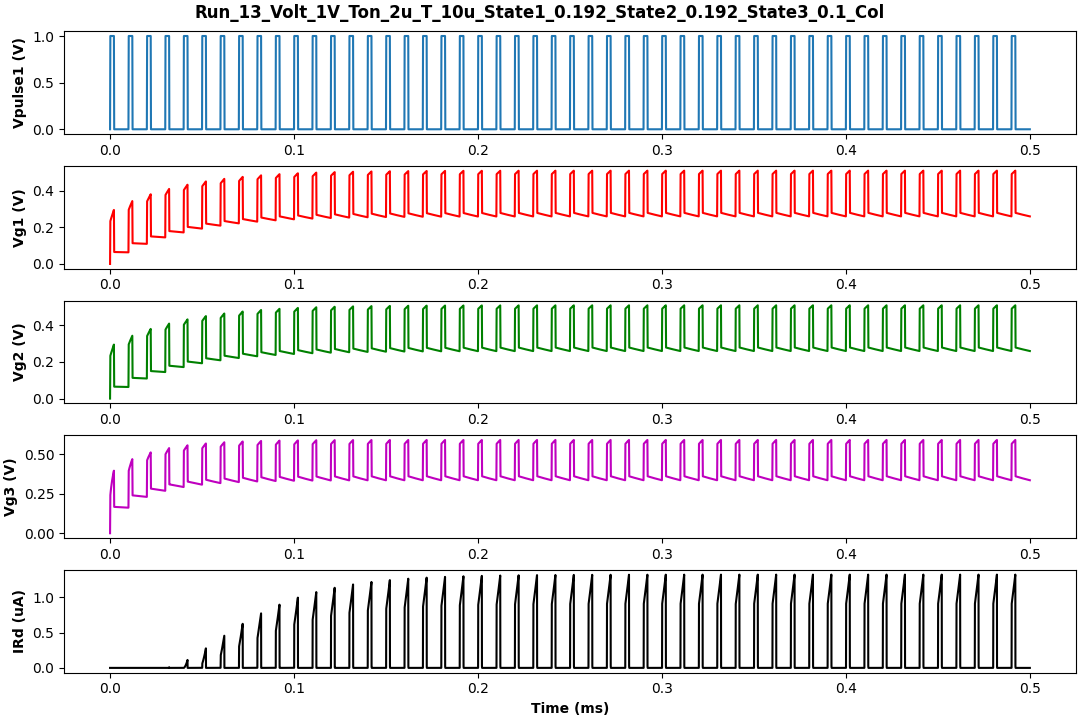 Run_13_Volt_1V_Ton_2u_T_10u_State1_0.192_State2_0.192_State3_0.1_Col
Vpulse1 (V)
1.0
0.5
0.0
0.0 0.1 0.2 0.3 0.4 0.5
Vg1 (V)
0.4
0.2
0.0
0.0 0.1 0.2 0.3 0.4 0.5
Vg2 (V)
0.4
0.2
0.0
0.0 0.1 0.2 0.3 0.4 0.5
Vg3 (V)
0.50
0.25
0.00
0.0 0.1 0.2 0.3 0.4 0.5
IRd (uA)
1.0
0.5
0.0
0.0 0.1 0.2 0.3 0.4 0.5
Time (ms)